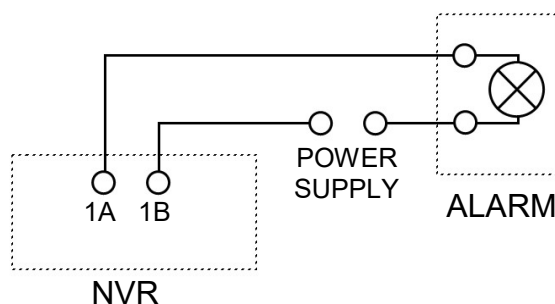 POWER
SUPPLY
1A 1B
ALARM
NVR